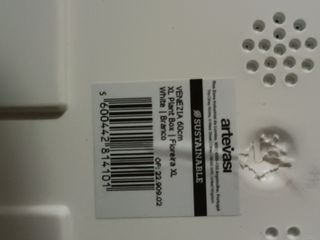 artevasi
SUSTAINABLE
VENEZIA 60cm
XL Plant Box | Floreira XL
White | Branco
5 600442 814101
OF: 22.909.02